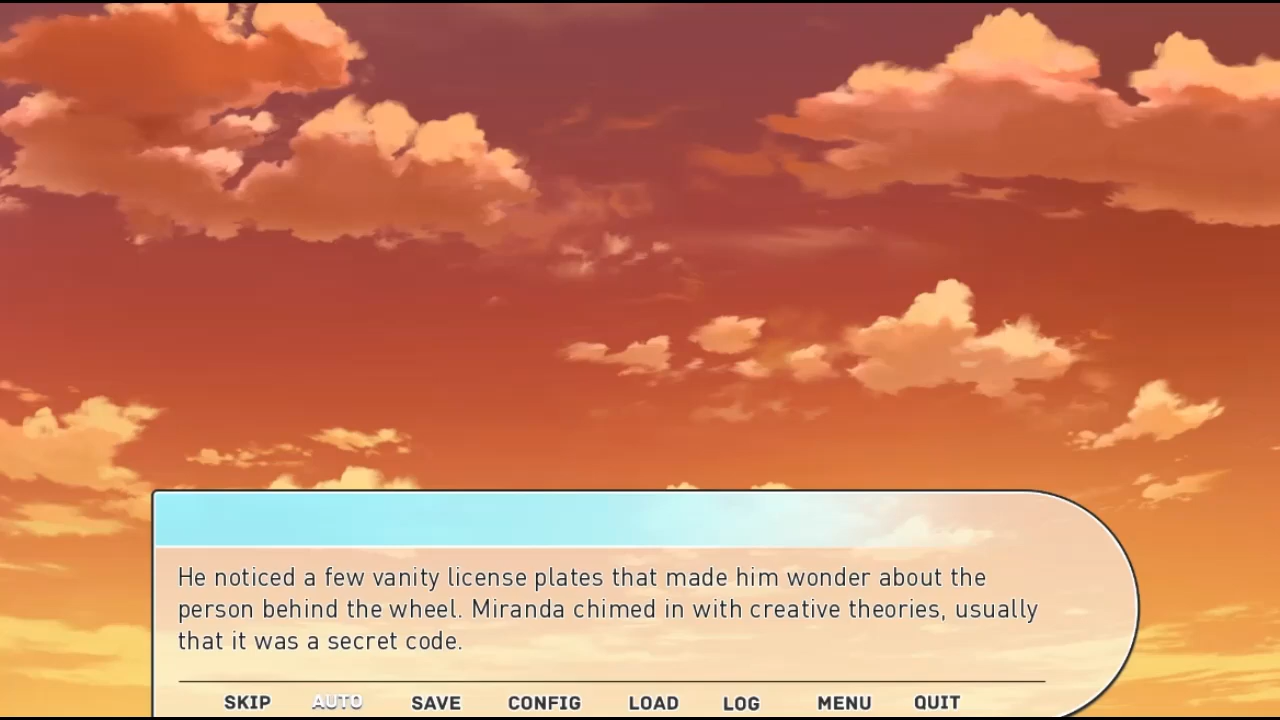 He noticed a few vanity license plates that made him wonder about the
person behind the wheel. Miranda chimed in with creative theories, usually
that it was a secret code.
SKIP AUTO SAVE CONFIG LOAD LOG MENU QUIT